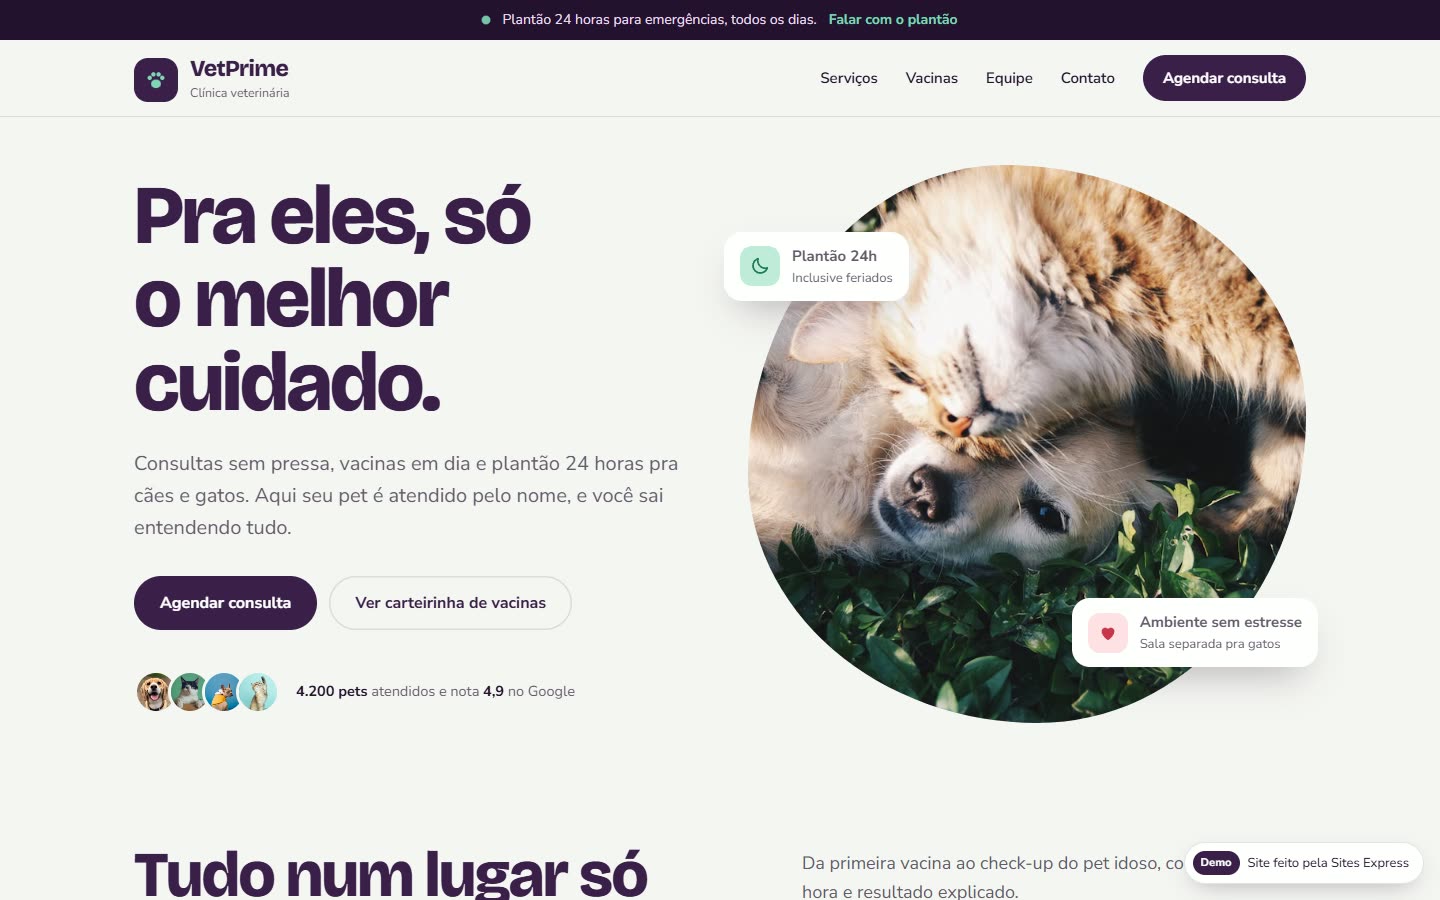 Plantão 24 horas para emergências, todos os dias. Falar com o plantão
VetPrime
Clínica veterinária
Serviços
Vacinas
Equipe
Contato
Agendar consulta
Pra eles, só
o melhor
cuidado.
Consultas sem pressa, vacinas em dia e plantão 24 horas pra
cães e gatos. Aqui seu pet é atendido pelo nome, e você sai
entendendo tudo.
Agendar consulta
Ver carteirinha de vacinas
4.200 pets atendidos e nota 4,9 no Google
Plantão 24h
Inclusive feriados
Ambiente sem estresse
Sala separada pra gatos
Tudo num lugar só
Da primeira vacina ao check-up do pet idoso, co
hora e resultado explicado.
Demo
Site feito pela Sites Express